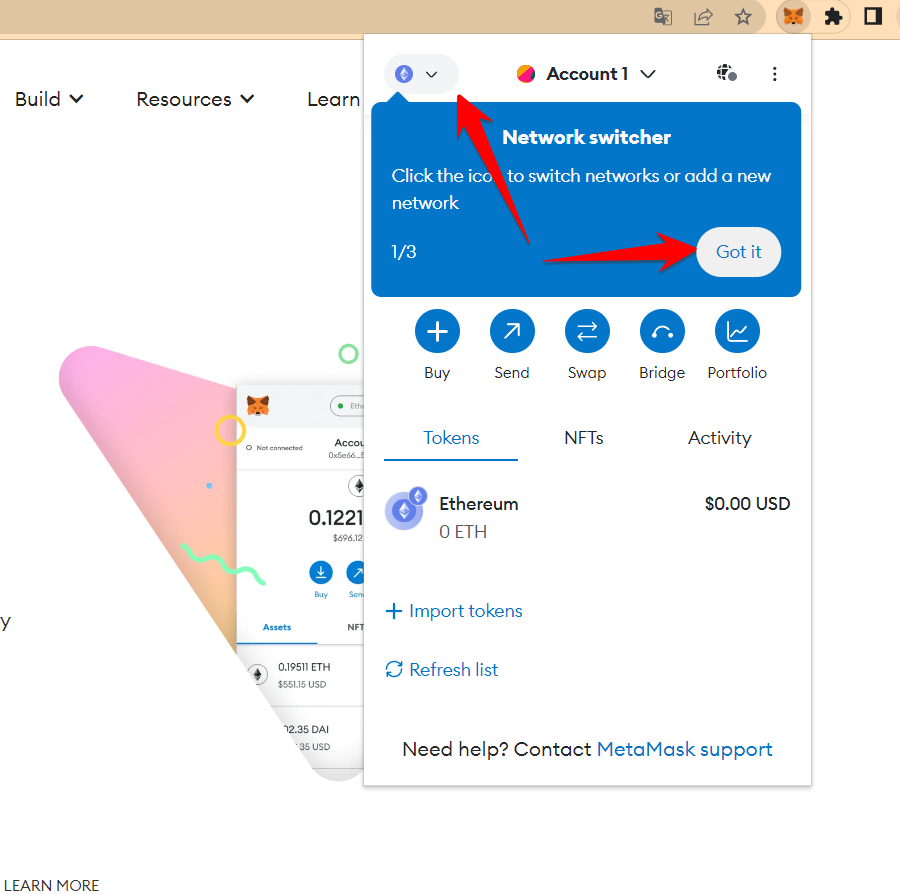 Build
Resources
Learn
Account 1
Network switcher
Click the icon to switch networks or add a new
network
1/3
Got it
Buy
Send
Swap
Bridge
Portfolio
Tokens
NFTs
Activity
Ethereum
$0.00 USD
0 ETH
Import tokens
Refresh list
Need help? Contact MetaMask support
Not connected
Accou
0x5e66...5
0.1221
$696.12
Buy
Sen
Assets
NFT
0.19511 ETH
$551.15 USD
02.35 DAI
35 USD
y
LEARN MORE